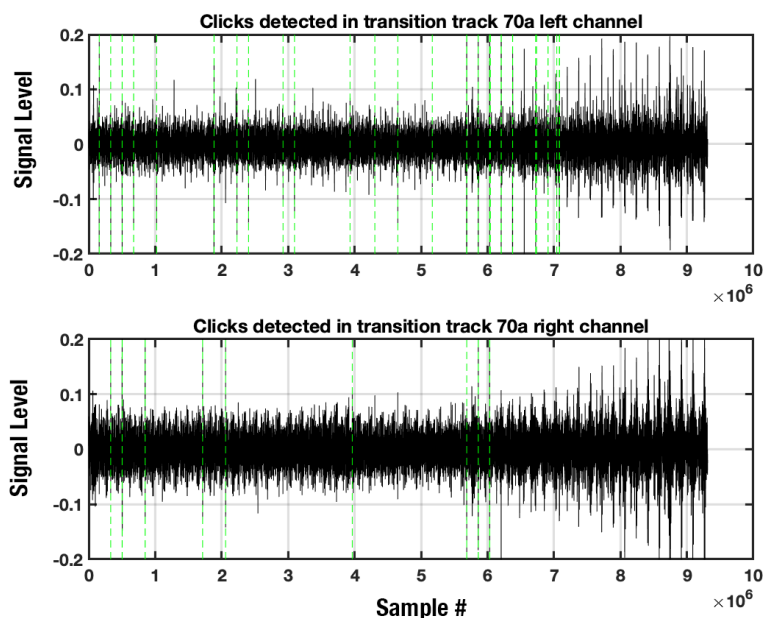 Clicks detected in transition track 70a left channel
0.2
0.1
0
-0.1
-0.2
Signal Level
0 1 2 3 4 5 6 7 8 9 10
×10^6
Clicks detected in transition track 70a right channel
0.2
0.1
0
-0.1
-0.2
Signal Level
0 1 2 3 4 5 6 7 8 9 10
×10^6
Sample #